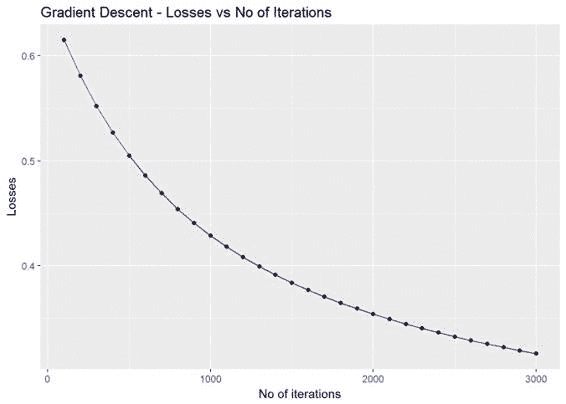 Gradient Descent - Losses vs No of Iterations
Losses
0.6
0.5
0.4
0
1000
2000
3000
No of iterations